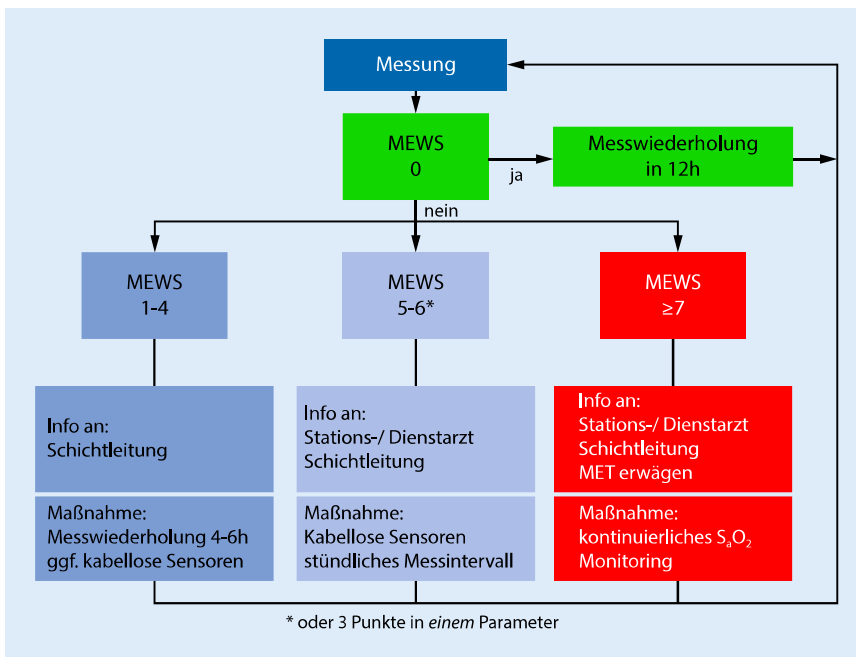 Messung
MEWS
0
ja
Messwiederholung
in 12h
nein
MEWS
1-4
MEWS
5-6*
MEWS
≥7
Info an:
Schichtleitung
Info an:
Stations-/ Dienstarzt
Schichtleitung
Info an:
Stations-/ Dienstarzt
Schichtleitung
MET erwägen
Maßnahme:
Messwiederholung 4-6h
ggf. kabellose Sensoren
Maßnahme:
Kabellose Sensoren
stündliches Messintervall
Maßnahme:
kontinuierliches SaO2
Monitoring
* oder 3 Punkte in einem Parameter